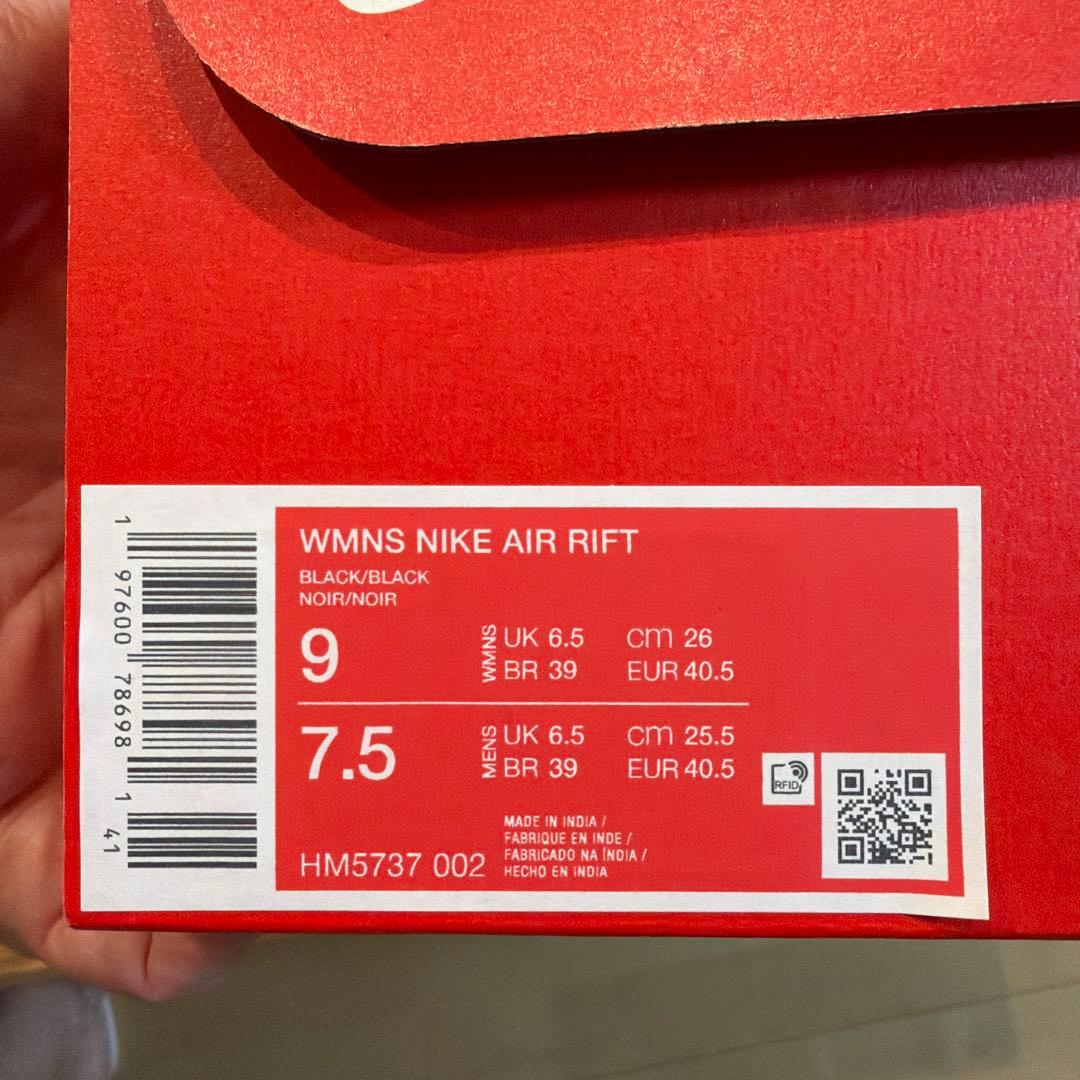 WMNS NIKE AIR RIFT
BLACK/BLACK
NOIR/NOIR
9
WMNS
UK 6.5 cm 26
BR 39 EUR 40.5
7.5
MENS
UK 6.5 cm 25.5
BR 39 EUR 40.5
HM5737 002
MADE IN INDIA /
FABRIQUE EN INDE /
FABRICADO NA ÍNDIA /
HECHO EN INDIA
RFID
1 97600 78698 1 41